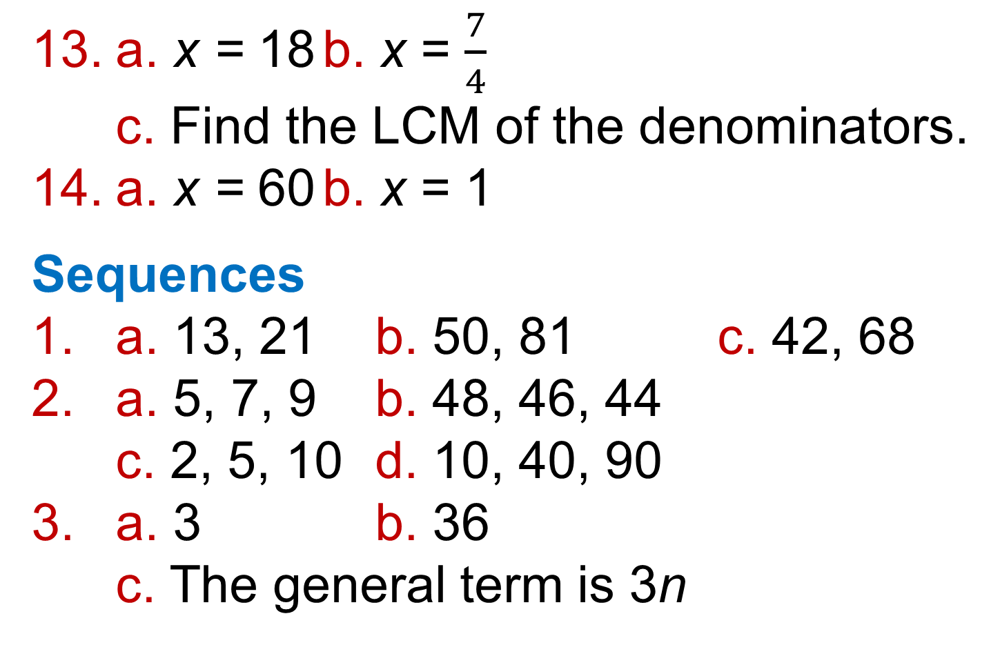 13. a. x = 18 b. x = 7/4
c. Find the LCM of the denominators.
14. a. x = 60 b. x = 1
Sequences
1. a. 13, 21 b. 50, 81 c. 42, 68
2. a. 5, 7, 9 b. 48, 46, 44
c. 2, 5, 10 d. 10, 40, 90
3. a. 3 b. 36
c. The general term is 3n